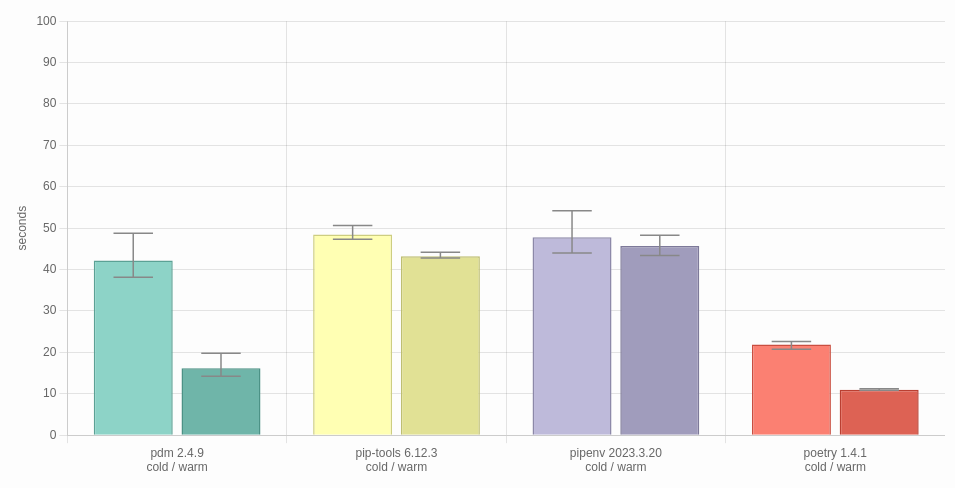 100
90
80
70
60
50
40
30
20
10
0
seconds
pdm 2.4.9
cold / warm
pip-tools 6.12.3
cold / warm
pipenv 2023.3.20
cold / warm
poetry 1.4.1
cold / warm